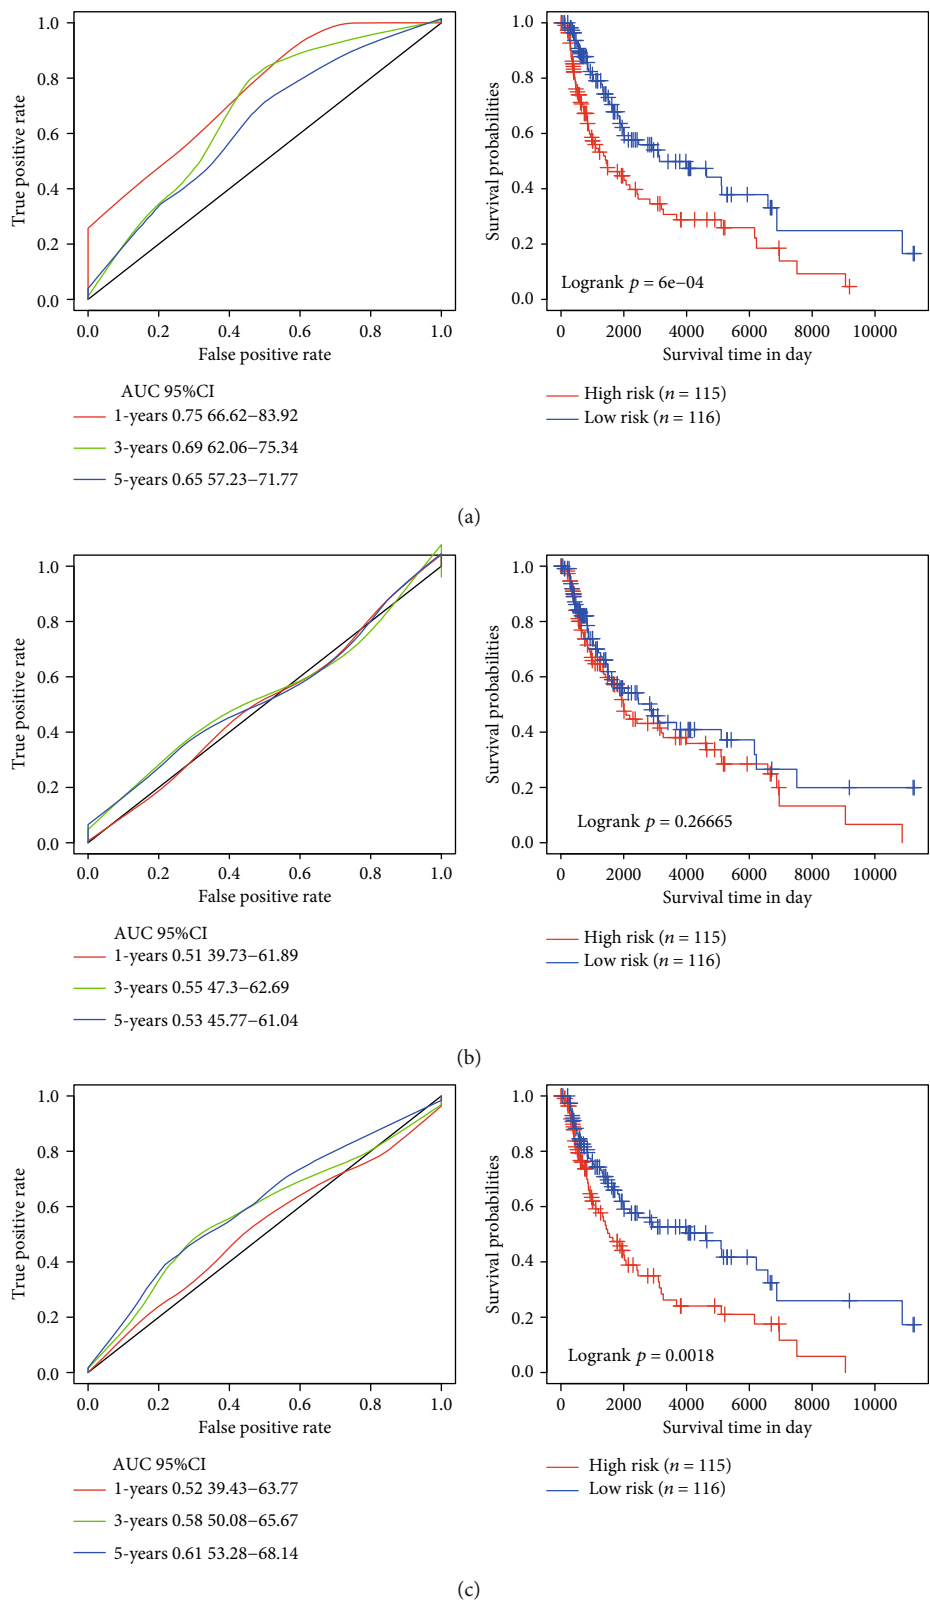 1.0
0.8
0.6
0.4
0.2
0.0
True positive rate
0.0 0.2 0.4 0.6 0.8 1.0
False positive rate
AUC 95%CI
1-years 0.75 66.62−83.92
3-years 0.69 62.06−75.34
5-years 0.65 57.23−71.77
1.0
0.8
0.6
0.4
0.2
0.0
Survival probabilities
Logrank p = 6e−04
0 2000 4000 6000 8000 10000
Survival time in day
High risk (n = 115)
Low risk (n = 116)
(a)
1.0
0.8
0.6
0.4
0.2
0.0
True positive rate
0.0 0.2 0.4 0.6 0.8 1.0
False positive rate
AUC 95%CI
1-years 0.51 39.73−61.89
3-years 0.55 47.3−62.69
5-years 0.53 45.77−61.04
1.0
0.8
0.6
0.4
0.2
0.0
Survival probabilities
Logrank p = 0.26665
0 2000 4000 6000 8000 10000
Survival time in day
High risk (n = 115)
Low risk (n = 116)
(b)
1.0
0.8
0.6
0.4
0.2
0.0
True positive rate
0.0 0.2 0.4 0.6 0.8 1.0
False positive rate
AUC 95%CI
1-years 0.52 39.43−63.77
3-years 0.58 50.08−65.67
5-years 0.61 53.28−68.14
1.0
0.8
0.6
0.4
0.2
0.0
Survival probabilities
Logrank p = 0.0018
0 2000 4000 6000 8000 10000
Survival time in day
High risk (n = 115)
Low risk (n = 116)
(c)